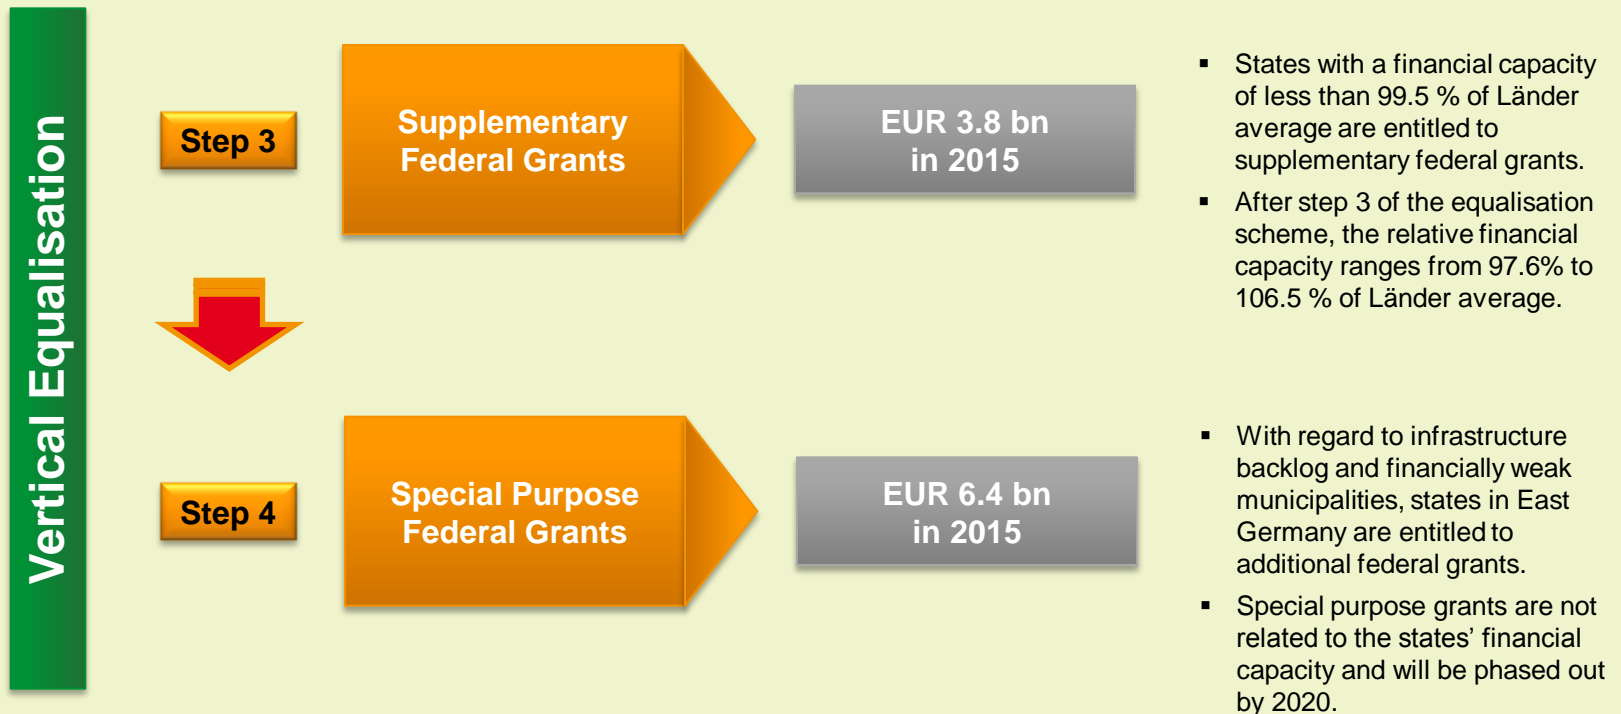 Vertical Equalisation
Step 3
Supplementary
Federal Grants
EUR 3.8 bn
in 2015
▪ States with a financial capacity
of less than 99.5 % of Länder
average are entitled to
supplementary federal grants.
▪ After step 3 of the equalisation
scheme, the relative financial
capacity ranges from 97.6% to
106.5 % of Länder average.
Step 4
Special Purpose
Federal Grants
EUR 6.4 bn
in 2015
▪ With regard to infrastructure
backlog and financially weak
municipalities, states in East
Germany are entitled to
additional federal grants.
▪ Special purpose grants are not
related to the states’ financial
capacity and will be phased out
by 2020.